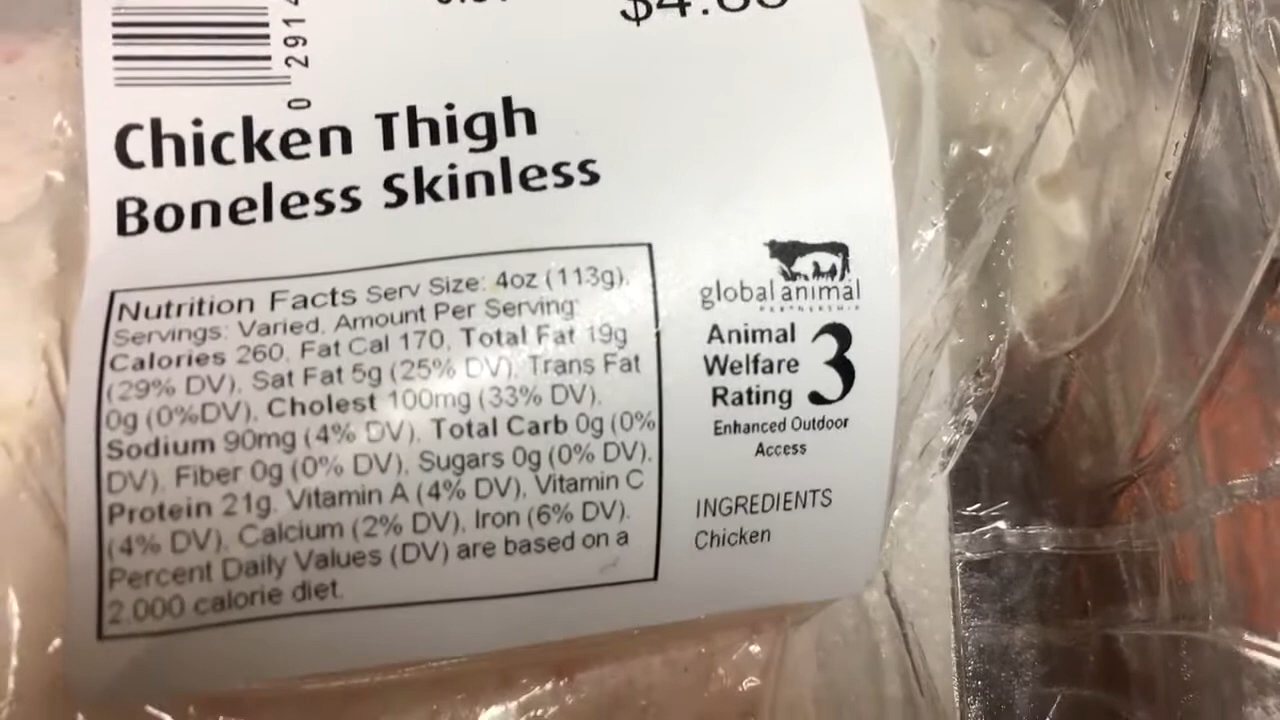 0 2914
Chicken Thigh
Boneless Skinless
Nutrition Facts Serv Size: 4oz (113g).
Servings: Varied. Amount Per Serving:
Calories 260, Fat Cal 170, Total Fat 19g
(29% DV), Sat Fat 5g (25% DV), Trans Fat
0g (0%DV), Cholest 100mg (33% DV),
Sodium 90mg (4% DV), Total Carb 0g (0%
DV), Fiber 0g (0% DV), Sugars 0g (0% DV),
Protein 21g, Vitamin A (4% DV), Vitamin C
(4% DV), Calcium (2% DV), Iron (6% DV).
Percent Daily Values (DV) are based on a
2,000 calorie diet.
global animal
PARTNERSHIP
Animal
Welfare
Rating 3
Enhanced Outdoor
Access
INGREDIENTS
Chicken